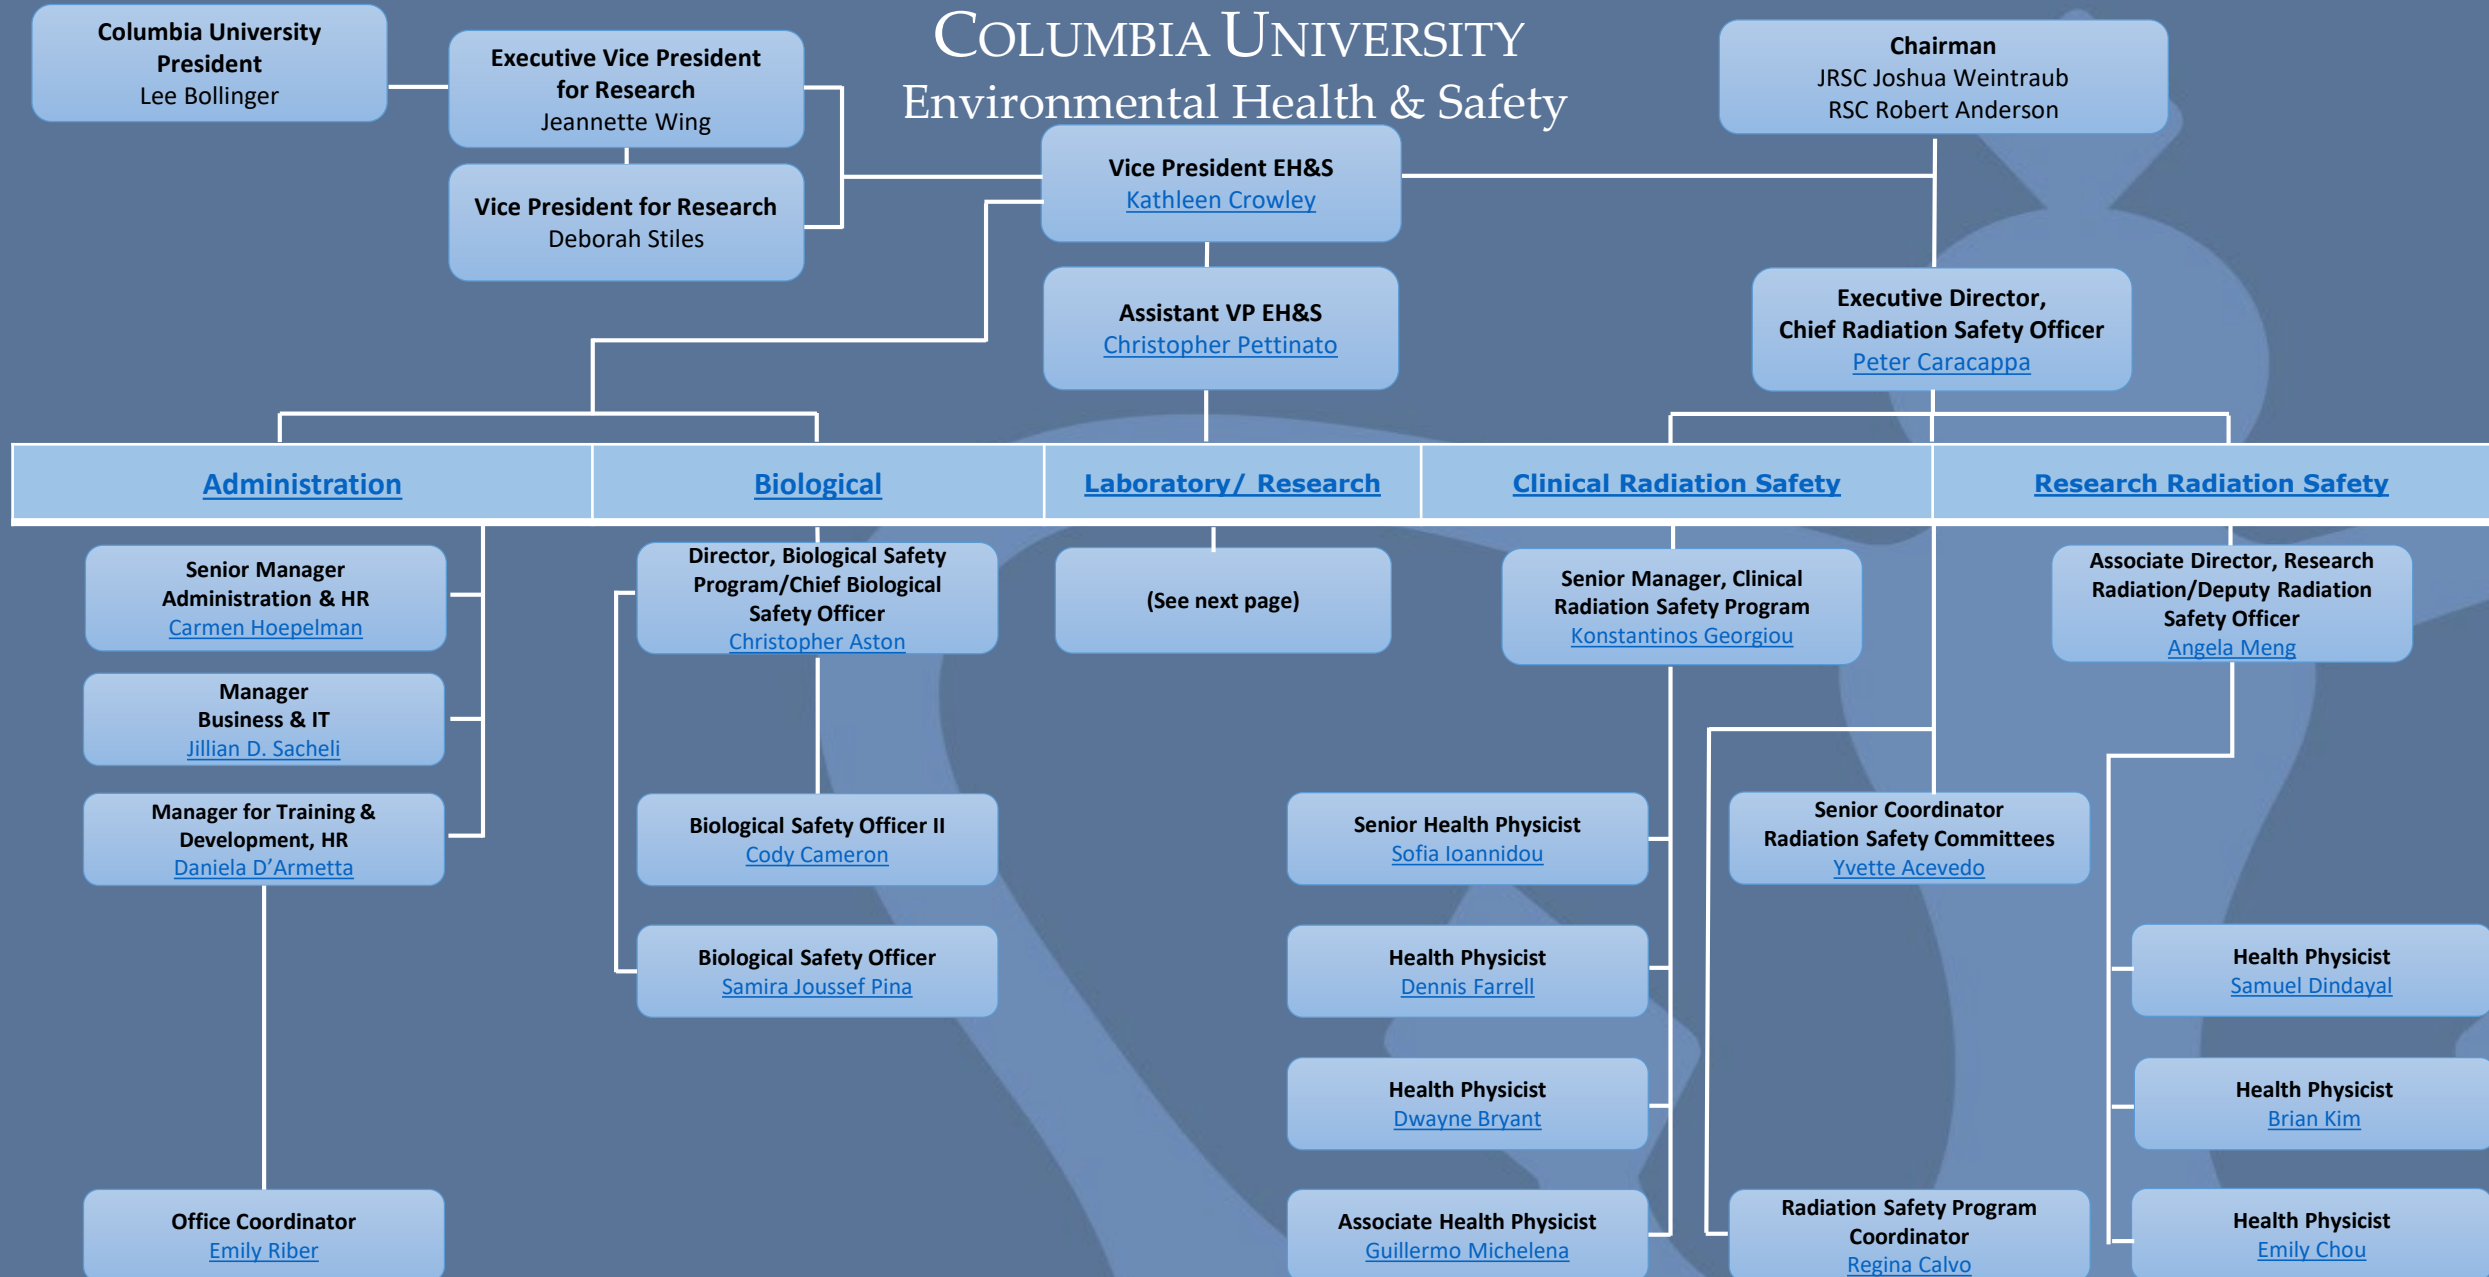 COLUMBIA UNIVERSITY
Environmental Health & Safety
Columbia University
President
Lee Bollinger
Executive Vice President
for Research
Jeannette Wing
Vice President for Research
Deborah Stiles
Vice President EH&S
Kathleen Crowley
Assistant VP EH&S
Christopher Pettinato
Chairman
JRSC Joshua Weintraub
RSC Robert Anderson
Executive Director,
Chief Radiation Safety Officer
Peter Caracappa
Administration
Biological
Laboratory/ Research
Clinical Radiation Safety
Research Radiation Safety
Senior Manager
Administration & HR
Carmen Hoepelman
Manager
Business & IT
Jillian D. Sacheli
Manager for Training &
Development, HR
Daniela D’Armetta
Office Coordinator
Emily Riber
Director, Biological Safety
Program/Chief Biological
Safety Officer
Christopher Aston
Biological Safety Officer II
Cody Cameron
Biological Safety Officer
Samira Joussef Pina
(See next page)
Senior Manager, Clinical
Radiation Safety Program
Konstantinos Georgiou
Senior Health Physicist
Sofia Ioannidou
Health Physicist
Dennis Farrell
Health Physicist
Dwayne Bryant
Associate Health Physicist
Guillermo Michelena
Senior Coordinator
Radiation Safety Committees
Yvette Acevedo
Radiation Safety Program
Coordinator
Regina Calvo
Associate Director, Research
Radiation/Deputy Radiation
Safety Officer
Angela Meng
Health Physicist
Samuel Dindayal
Health Physicist
Brian Kim
Health Physicist
Emily Chou